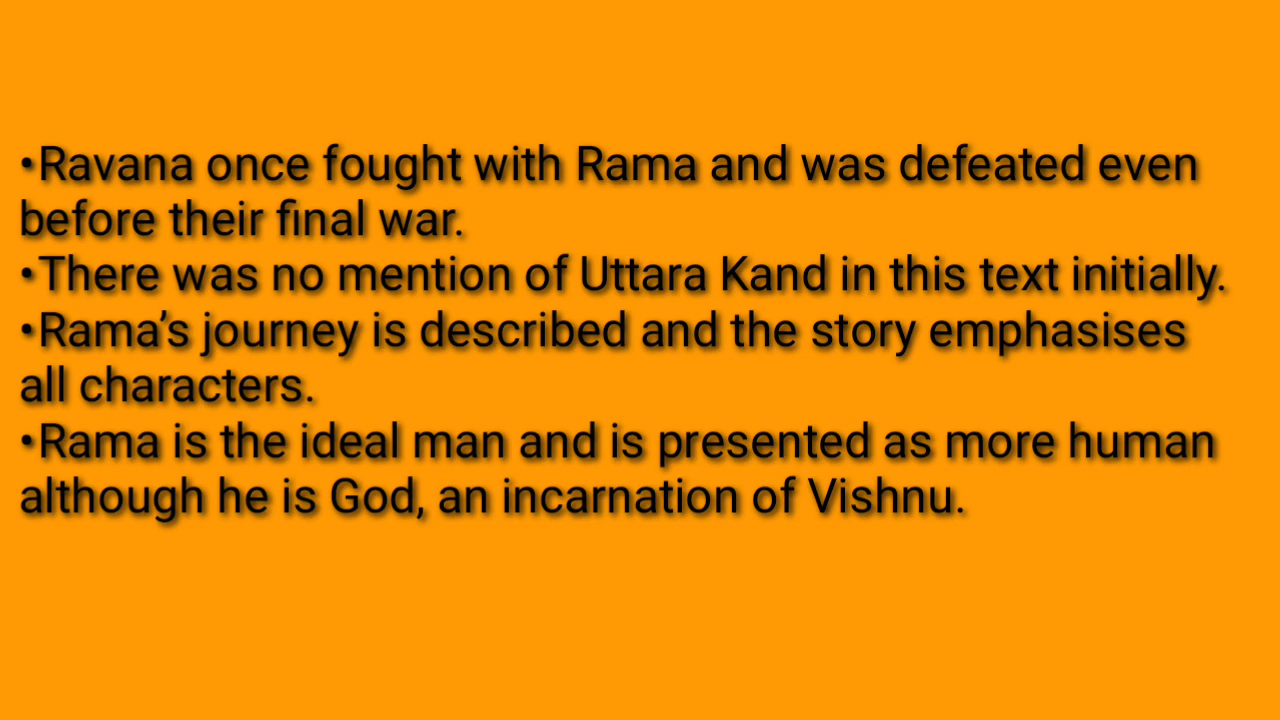 •Ravana once fought with Rama and was defeated even
before their final war.
•There was no mention of Uttara Kand in this text initially.
•Rama’s journey is described and the story emphasises
all characters.
•Rama is the ideal man and is presented as more human
although he is God, an incarnation of Vishnu.